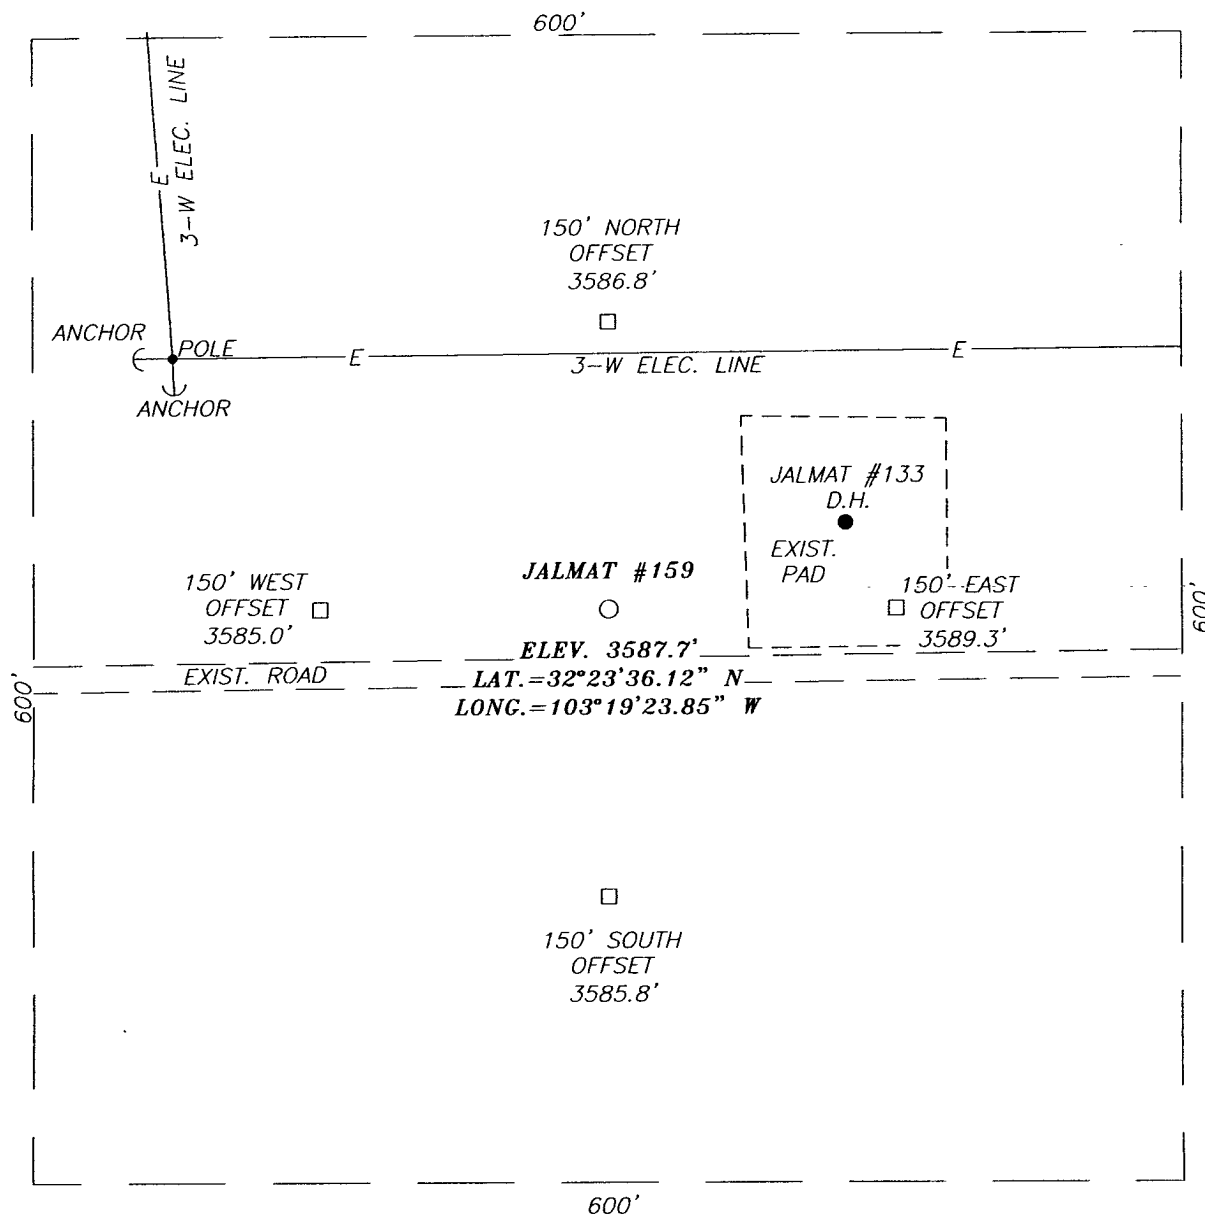 600'
3-W ELEC. LINE
E
150' NORTH
OFFSET
3586.8'
ANCHOR
POLE
E
E
3-W ELEC. LINE
ANCHOR
JALMAT #133
D.H.
EXIST.
PAD
JALMAT #159
150' WEST
OFFSET
3585.0'
150' EAST
OFFSET
3589.3'
600'
ELEV. 3587.7'
EXIST. ROAD
LAT.=32°23'36.12" N
LONG.=103°19'23.85" W
600'
150' SOUTH
OFFSET
3585.8'
600'